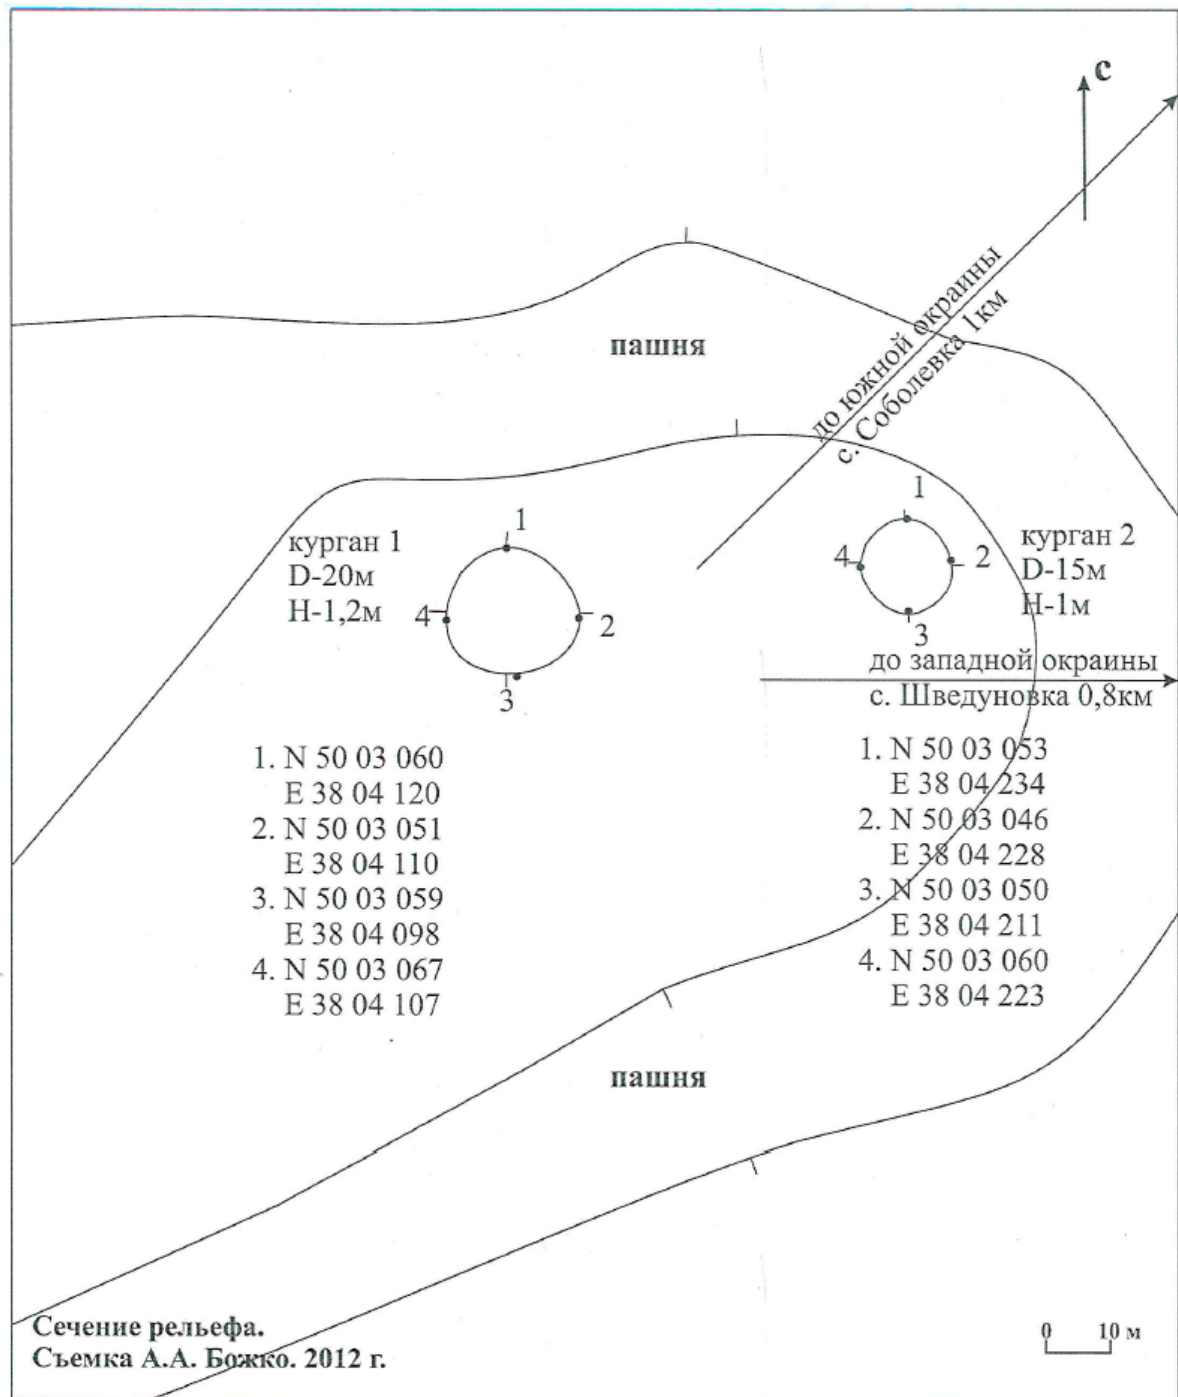 с
до южной окраины
с. Соболевка 1км
пашня
курган 1
D-20м
H-1,2м
1
2
3
4
курган 2
D-15м
H-1м
1
2
3
4
до западной окраины
с. Шведуновка 0,8км
1. N 50 03 060
E 38 04 120
2. N 50 03 051
E 38 04 110
3. N 50 03 059
E 38 04 098
4. N 50 03 067
E 38 04 107
1. N 50 03 053
E 38 04 234
2. N 50 03 046
E 38 04 228
3. N 50 03 050
E 38 04 211
4. N 50 03 060
E 38 04 223
пашня
Сечение рельефа.
Съемка А.А. Божко. 2012 г.
0 10 м